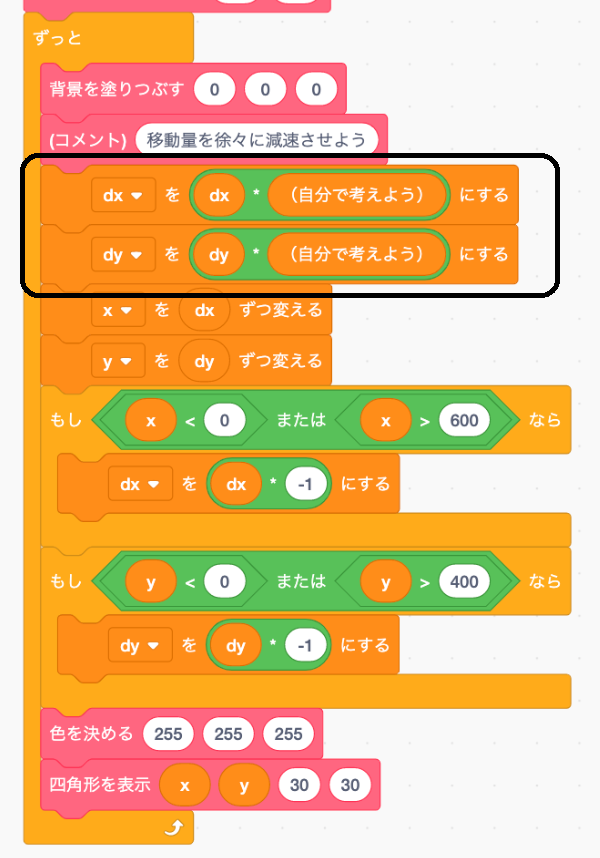 ずっと
背景を塗りつぶす 0 0 0
(コメント) 移動量を徐々に減速させよう
dx を dx * （自分で考えよう） にする
dy を dy * （自分で考えよう） にする
x を dx ずつ変える
y を dy ずつ変える
もし x < 0 または x > 600 なら
dx を dx * -1 にする
もし y < 0 または y > 400 なら
dy を dy * -1 にする
色を決める 255 255 255
四角形を表示 x y 30 30